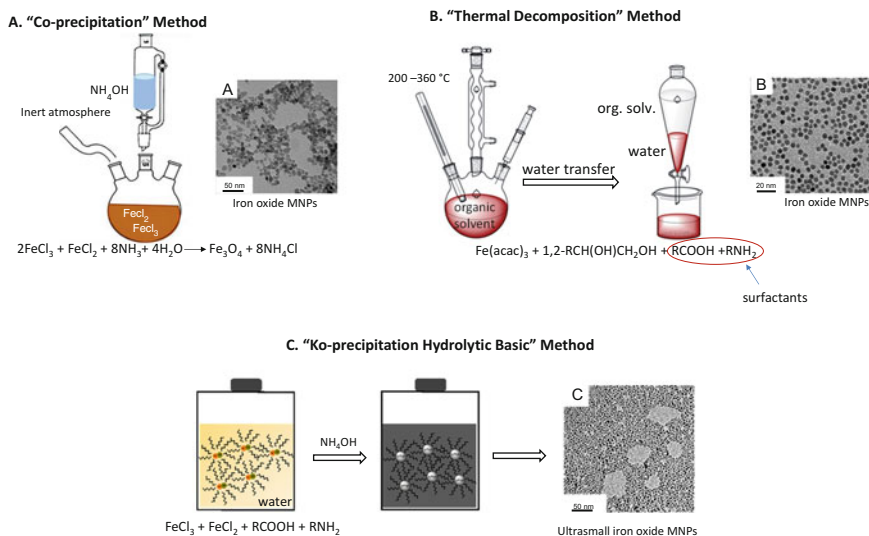 A. “Co-precipitation” Method
NH₄OH
Inert atmosphere
FeCl₂
FeCl₃
A
50 nm
Iron oxide MNPs
2FeCl₃ + FeCl₂ + 8NH₃+ 4H₂O → Fe₃O₄ + 8NH₄Cl
B. “Thermal Decomposition” Method
200 –360 °C
organic
solvent
water transfer
org. solv.
water
B
20 nm
Iron oxide MNPs
Fe(acac)₃ + 1,2-RCH(OH)CH₂OH + RCOOH +RNH₂
surfactants
C. “Ko-precipitation Hydrolytic Basic” Method
water
NH₄OH
FeCl₃ + FeCl₂ + RCOOH + RNH₂
C
50 nm
Ultrasmall iron oxide MNPs